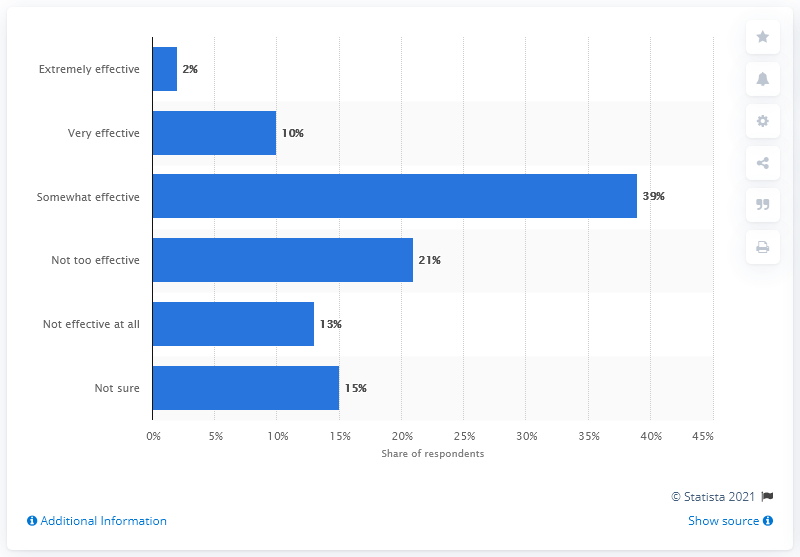 Extremely effective 2%
Very effective 10%
Somewhat effective 39%
Not too effective 21%
Not effective at all 13%
Not sure 15%
0% 5% 10% 15% 20% 25% 30% 35% 40% 45%
Share of respondents
© Statista 2021
Additional Information Show source